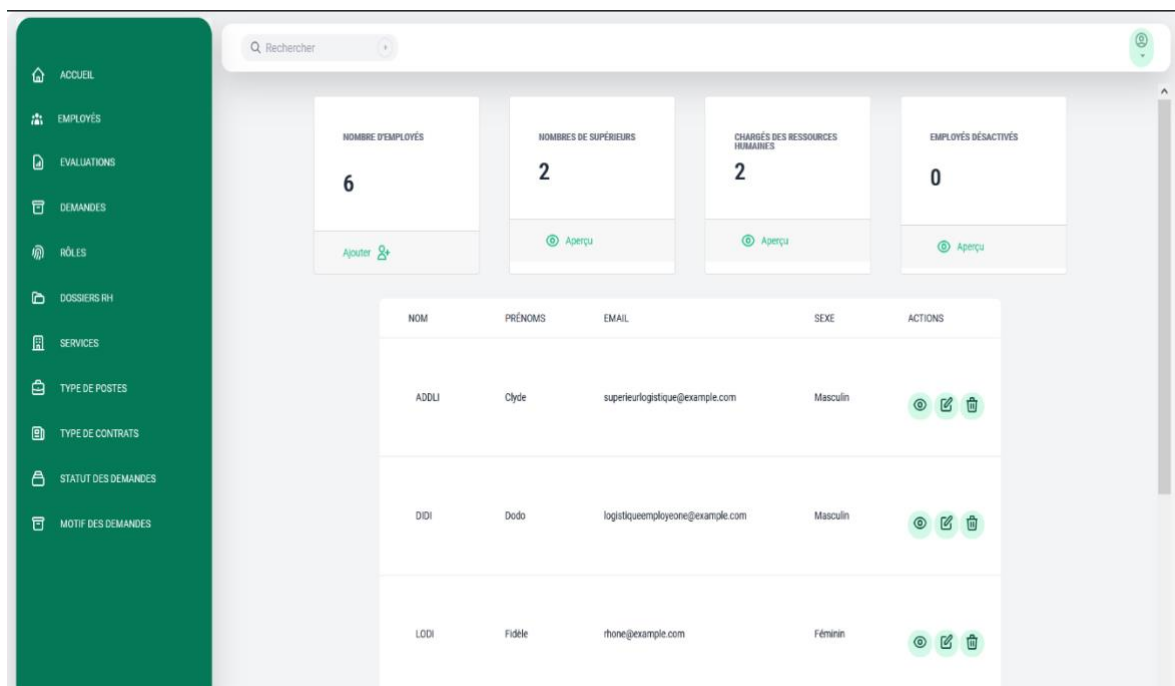 Rechercher
ACCUEIL
EMPLOYÉS
EVALUATIONS
DEMANDES
RÔLES
DOSSIERS RH
SERVICES
TYPE DE POSTES
TYPE DE CONTRATS
STATUT DES DEMANDES
MOTIF DES DEMANDES
NOMBRE D'EMPLOYÉS
6
Ajouter
NOMBRES DE SUPÉRIEURS
2
Aperçu
CHARGÉS DES RESSOURCES
HUMAINES
2
Aperçu
EMPLOYÉS DÉSACTIVÉS
0
Aperçu
NOM PRÉNOMS EMAIL SEXE ACTIONS
ADDLI Clyde superieurlogistique@example.com Masculin
DIDI Dodo logistiqueemployeone@example.com Masculin
LODI Fidèle rhone@example.com Féminin